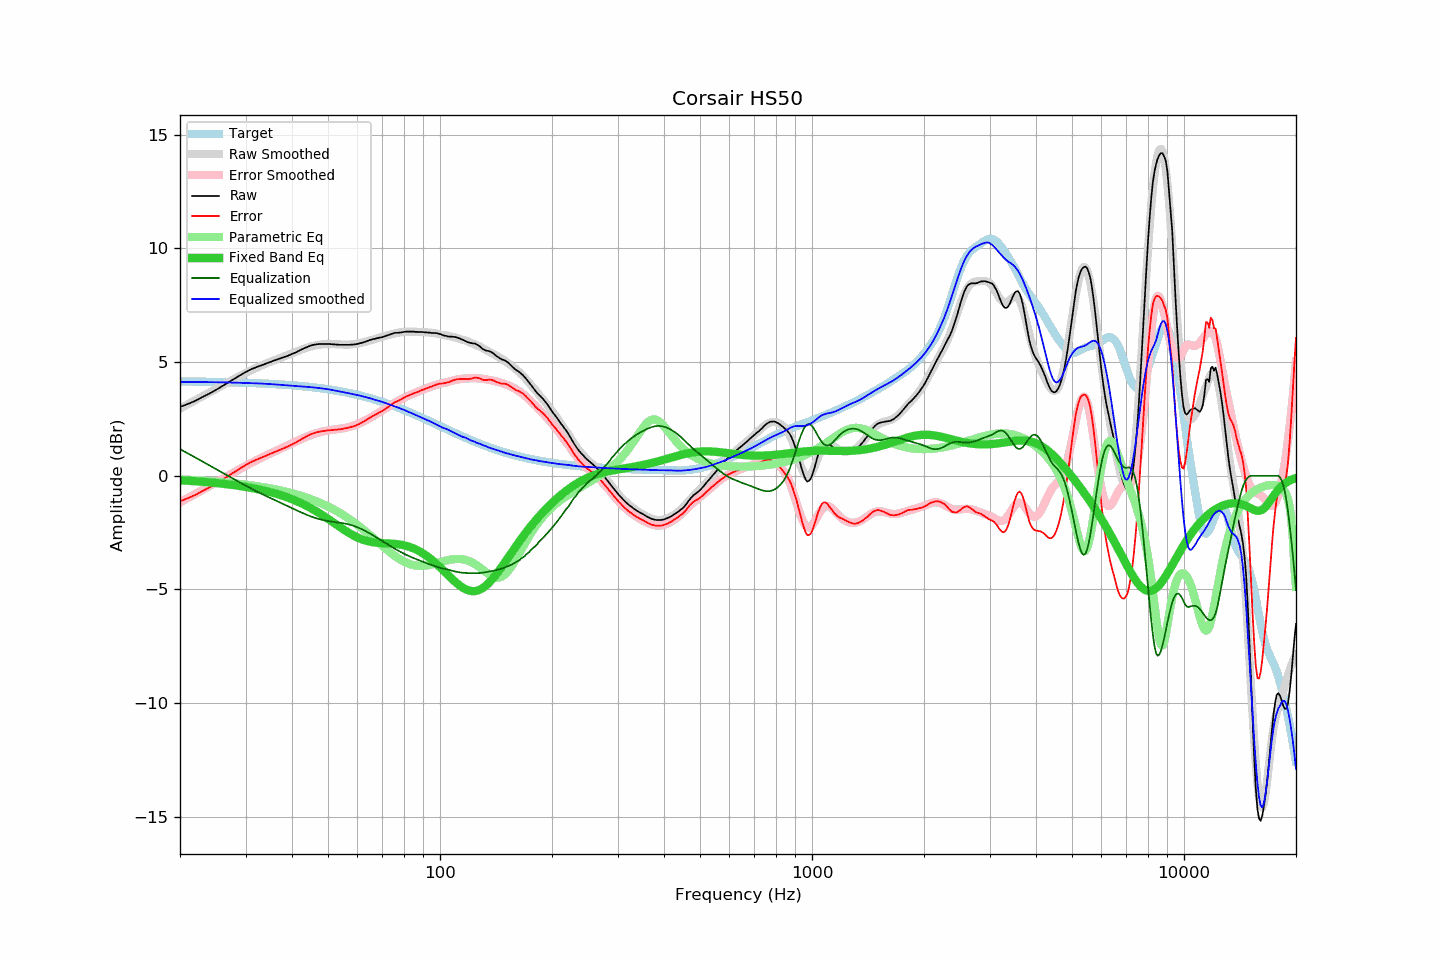 Corsair HS50
Target
Raw Smoothed
Error Smoothed
Raw
Error
Parametric Eq
Fixed Band Eq
Equalization
Equalized smoothed
15
10
5
0
−5
−10
−15
Amplitude (dBr)
100
1000
10000
Frequency (Hz)